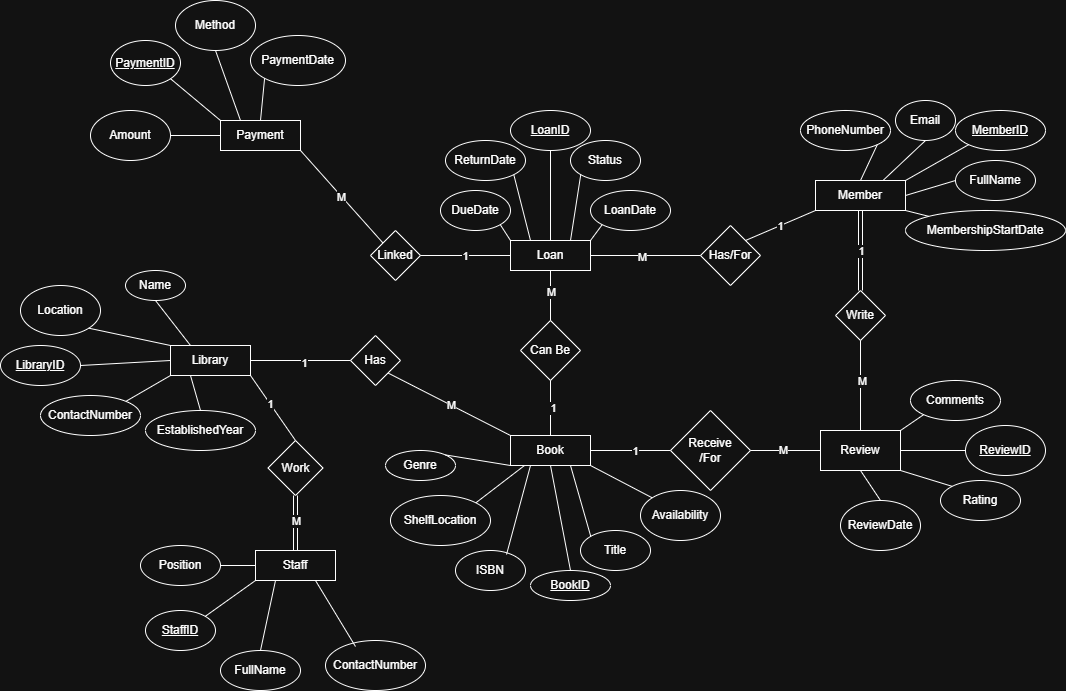 Method
PaymentID
PaymentDate
Amount
Payment
M
Linked
1
LoanID
ReturnDate
Status
DueDate
LoanDate
Loan
M
Has/For
1
PhoneNumber
Email
MemberID
FullName
MembershipStartDate
Member
1
Write
M
Name
Location
LibraryID
ContactNumber
EstablishedYear
Library
1
Has
M
M
Can Be
1
1
Work
M
Book
1
Receive
/For
M
Review
Comments
ReviewID
Rating
ReviewDate
Genre
ShelfLocation
ISBN
BookID
Title
Availability
Position
Staff
StaffID
FullName
ContactNumber